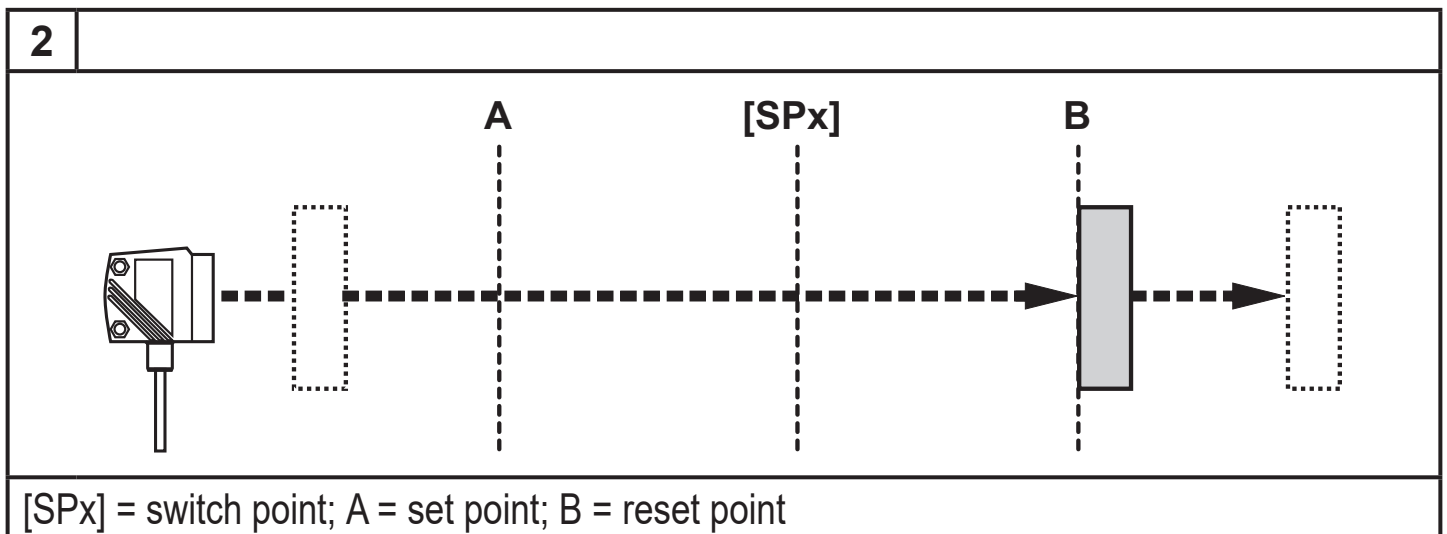 2
A [SPx] B
[SPx] = switch point; A = set point; B = reset point